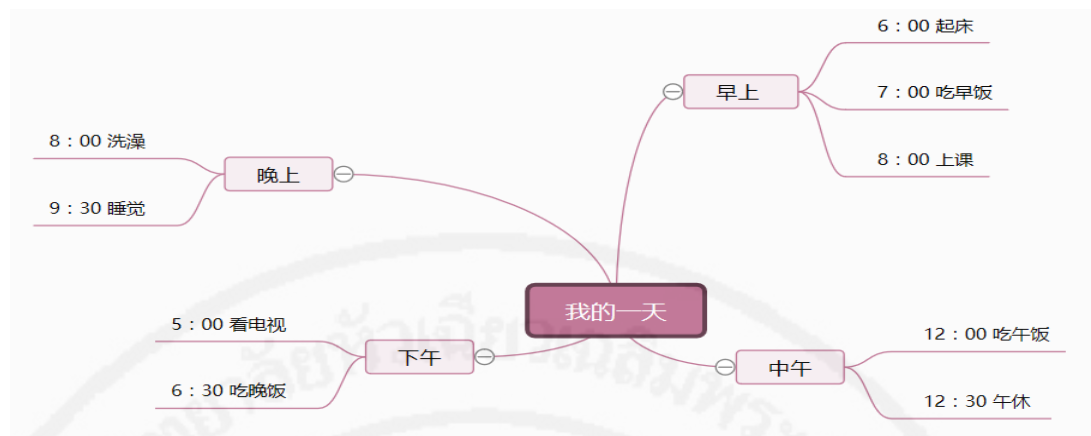 6：00 起床
早上
7：00 吃早饭
8：00 上课
8：00 洗澡
晚上
9：30 睡觉
我的一天
5：00 看电视
下午
6：30 吃晚饭
12：00 吃午饭
中午
12：30 午休